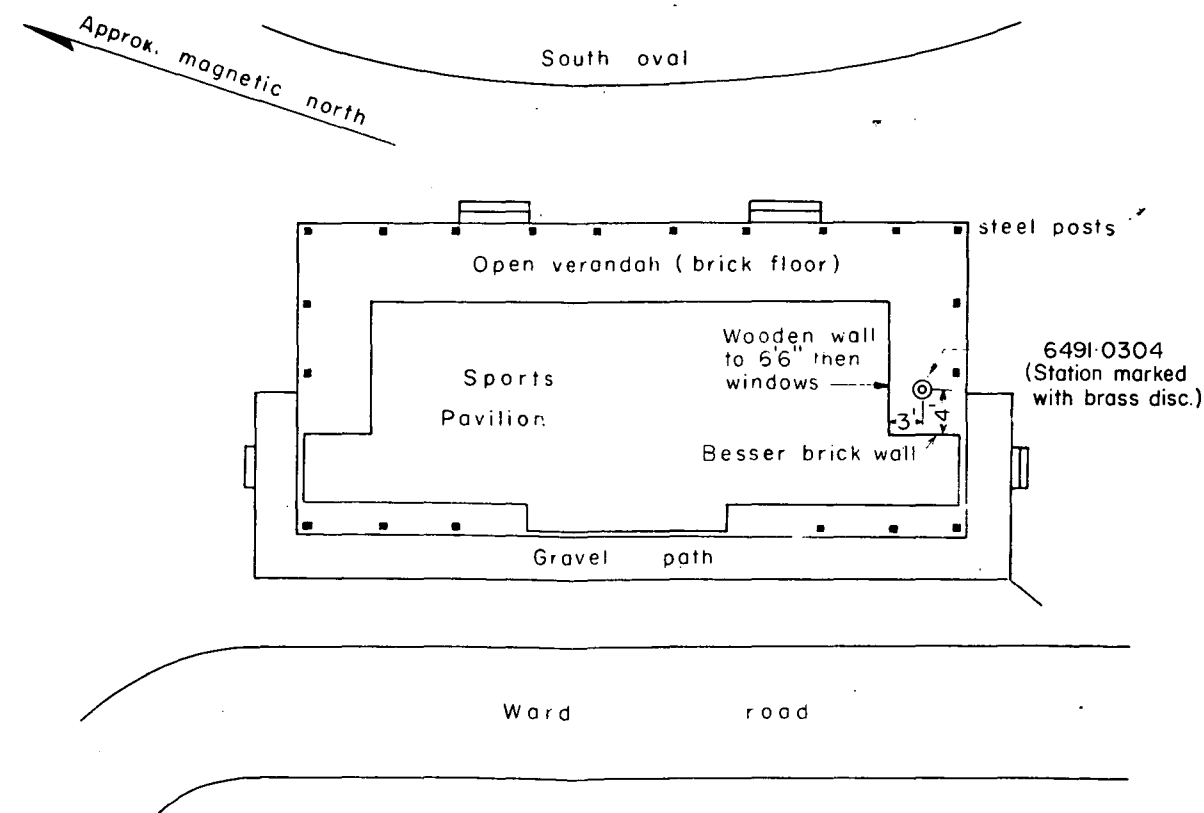 Approx. magnetic north
South oval
steel posts
Open verandah (brick floor)
Wooden wall
to 6'6" then
windows
6491·0304
(Station marked
with brass disc.)
Sports
Pavilion
3'
4'
Besser brick wall
Gravel path
Ward road